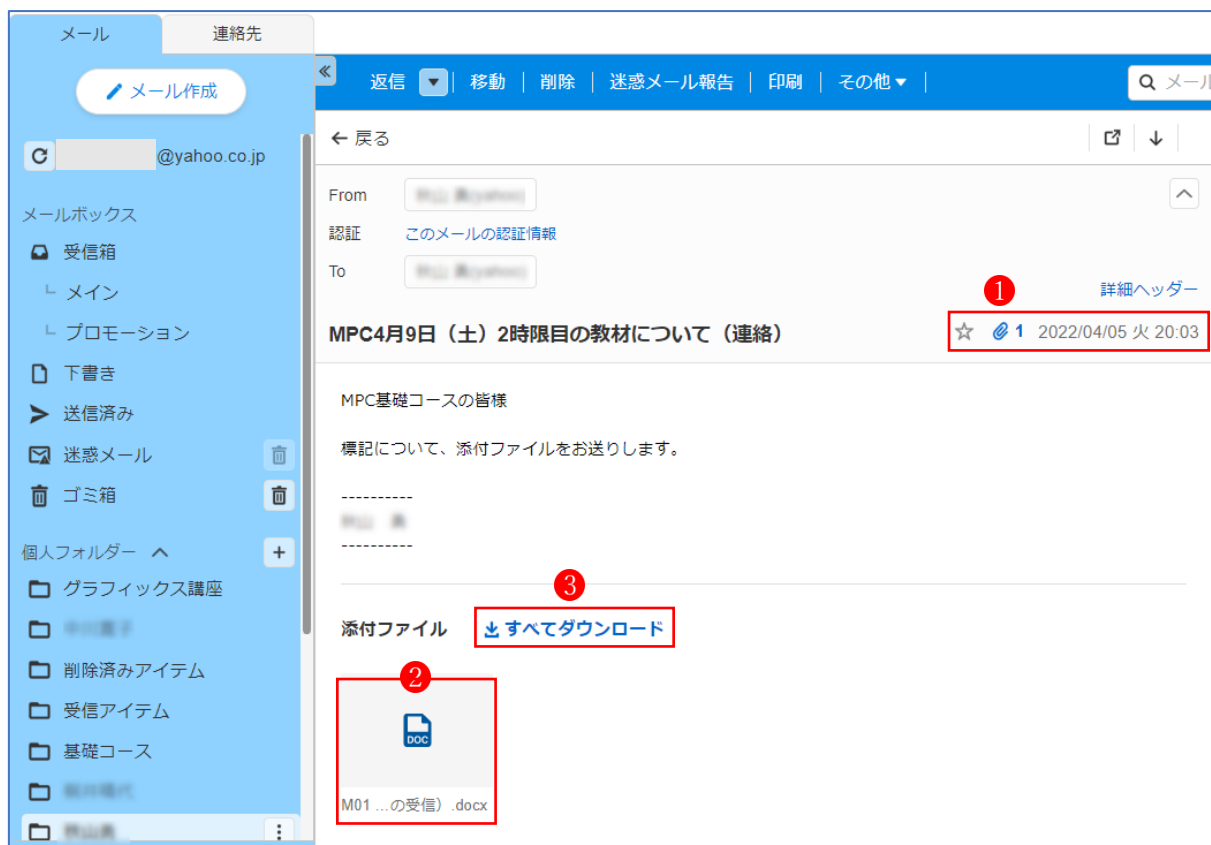 メール 連絡先
メール作成
« 返信 ▼ 移動 削除 迷惑メール報告 印刷 その他▼ メール
@yahoo.co.jp
← 戻る
メールボックス
受信箱
メイン
プロモーション
下書き
送信済み
迷惑メール
ゴミ箱
個人フォルダー
グラフィックス講座
削除済みアイテム
受信アイテム
基礎コース
From
認証 このメールの認証情報
To
❶
詳細ヘッダー
MPC4月9日（土）2時限目の教材について（連絡） ☆ 1 2022/04/05 火 20:03
MPC基礎コースの皆様
標記について、添付ファイルをお送りします。
----------
----------
❸
添付ファイル すべてダウンロード
❷
DOC
M01 ...の受信）.docx